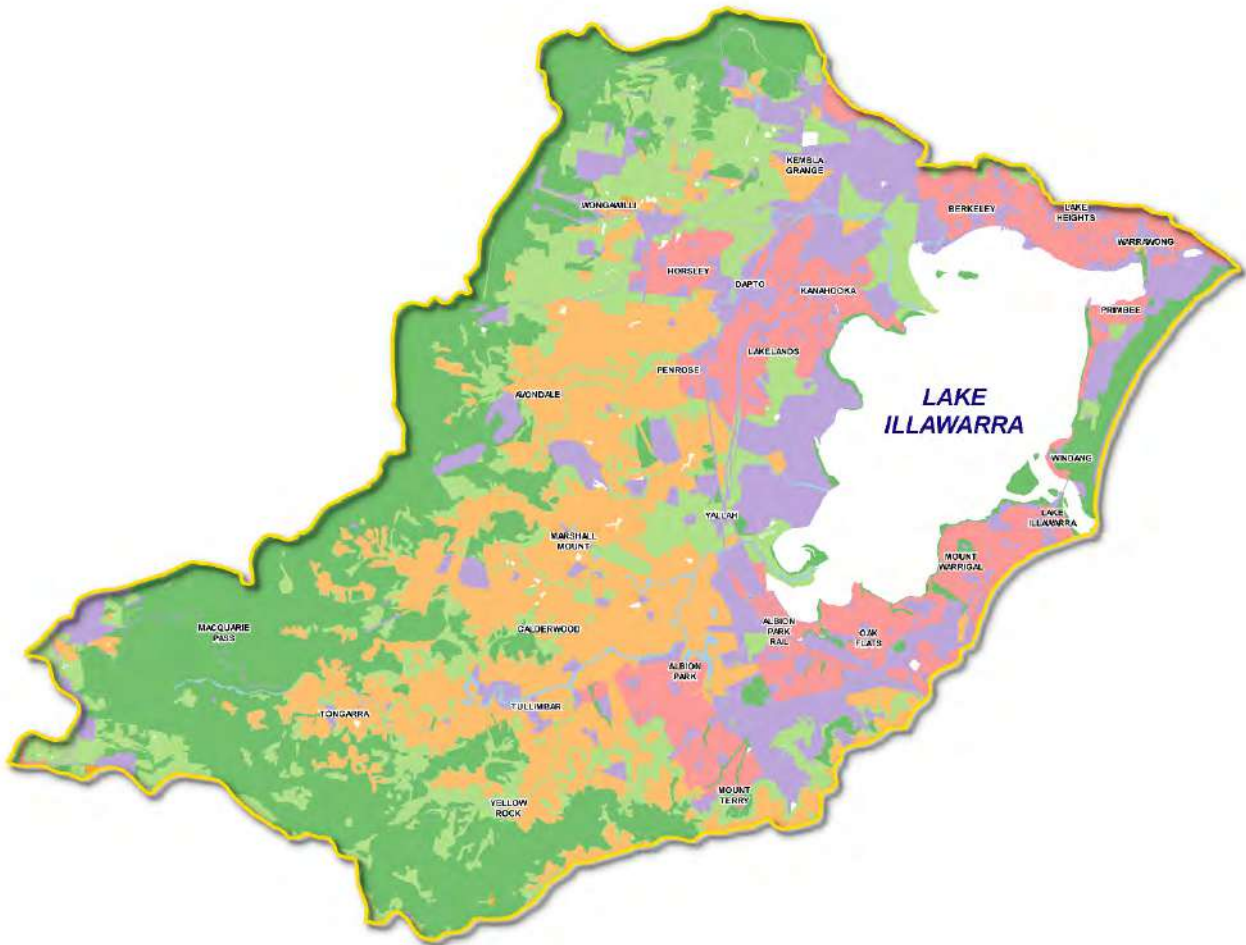 KEMBLA
GRANGE
WONGAWILLI
BERKELEY
LAKE
HEIGHTS
WARRAWONG
HORSLEY
DAPTO
KANAHOOKA
PRIMBEE
LAKELANDS
PENROSE
AVONDALE
LAKE
ILLAWARRA
WINDANG
LAKE
ILLAWARRA
YALLAH
MARSHALL
MOUNT
MOUNT
WARRIGAL
MACQUARIE
PASS
CALDERWOOD
ALBION
PARK
RAIL
OAK
FLATS
ALBION
PARK
TONGARRA
TULLIMBAR
YELLOW
ROCK
MOUNT
TERRY